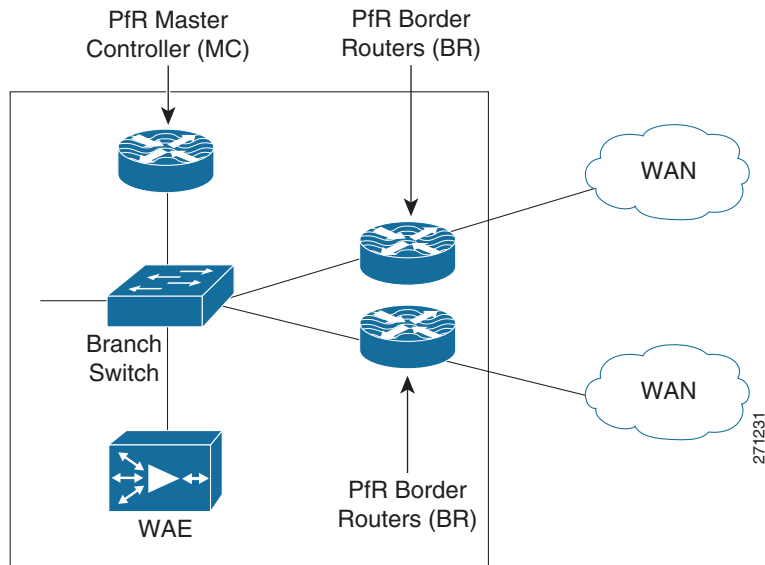 PfR Master
Controller (MC)
PfR Border
Routers (BR)
WAN
Branch
Switch
WAN
WAE
PfR Border
Routers (BR)
271231